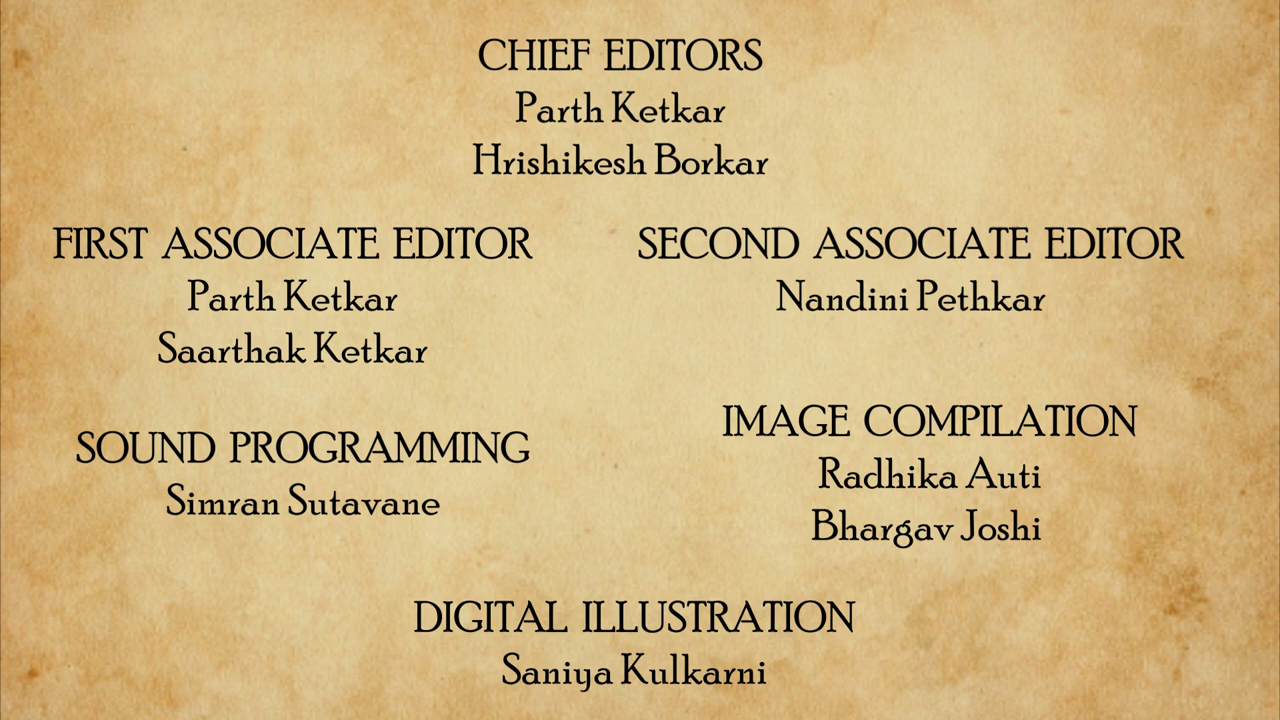 CHIEF EDITORS
Parth Ketkar
Hrishikesh Borkar
FIRST ASSOCIATE EDITOR
Parth Ketkar
Saarthak Ketkar
SECOND ASSOCIATE EDITOR
Nandini Pethkar
SOUND PROGRAMMING
Simran Sutavane
IMAGE COMPILATION
Radhika Auti
Bhargav Joshi
DIGITAL ILLUSTRATION
Saniya Kulkarni